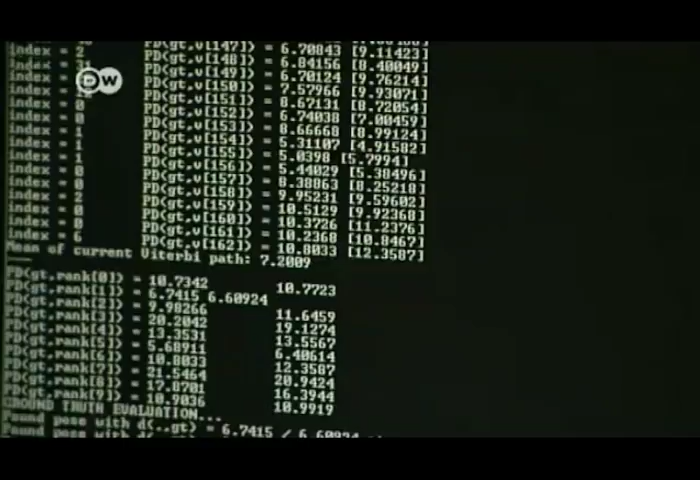 DW
PD(gt,v[147]) = 6.70843 [9.11423]
index = 2 PD(gt,v[148]) = 6.84156 [8.40049]
index = 31 PD(gt,v[149]) = 6.70124 [9.76214]
index = PD(gt,v[150]) = 7.57966 [9.93071]
index = PD(gt,v[151]) = 8.67131 [8.72054]
index = 0 PD(gt,v[152]) = 6.74038 [7.00459]
index = 0 PD(gt,v[153]) = 8.66668 [8.99124]
index = 1 PD(gt,v[154]) = 5.31107 [4.91582]
index = 1 PD(gt,v[155]) = 5.0398 [5.7994]
index = 1 PD(gt,v[156]) = 5.44029 [5.38496]
index = 0 PD(gt,v[157]) = 8.38863 [8.25218]
index = 0 PD(gt,v[158]) = 9.95231 [9.59602]
index = 2 PD(gt,v[159]) = 10.5129 [9.92368]
index = 0 PD(gt,v[160]) = 10.3726 [11.2376]
index = 0 PD(gt,v[161]) = 10.2368 [10.8467]
index = 6 PD(gt,v[162]) = 10.8033 [12.3587]
Mean of current Viterbi path: 7.2009
PD(gt,rank[0]) = 10.7342 10.7723
PD(gt,rank[1]) = 6.7415 6.60924
PD(gt,rank[2]) = 9.98266 11.6459
PD(gt,rank[3]) = 20.2042 19.1274
PD(gt,rank[4]) = 13.3531 13.5567
PD(gt,rank[5]) = 5.68911 6.40614
PD(gt,rank[6]) = 10.8033 12.3587
PD(gt,rank[7]) = 21.5464 20.9424
PD(gt,rank[8]) = 17.8701 16.3944
PD(gt,rank[9]) = 10.9036 10.9919
GROUND TRUTH EVALUATION...
Found pose with d(..gt) = 6.7415 / 6.60924
Found pose with